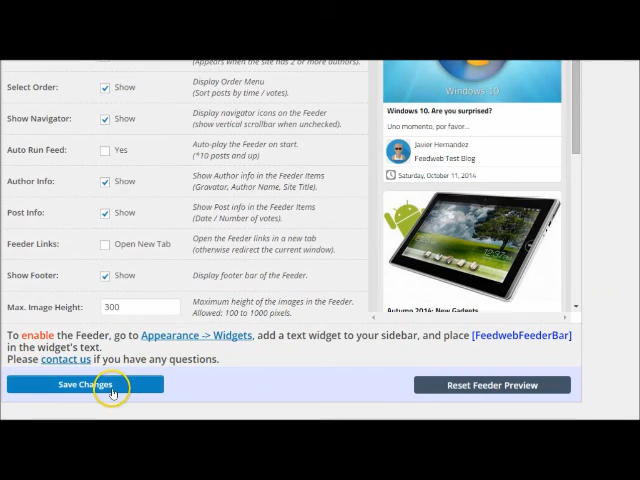 (Appears when the site has 2 or more authors).
Select Order: Show Display Order Menu
(Sort posts by time / votes).
Show Navigator: Show Display navigator icons on the Feeder
(show vertical scrollbar when unchecked).
Auto Run Feed: Yes Auto-play the Feeder on start.
(*10 posts and up)
Author Info: Show Show Author info in the Feeder Items
(Gravatar, Author Name, Site Title).
Post Info: Show Show Post info in the Feeder Items
(Date / Number of votes).
Feeder Links: Open New Tab Open the Feeder links in a new tab
(otherwise redirect the current window).
Show Footer: Show Display footer bar of the Feeder.
Max. Image Height: 300 Maximum height of the images in the Feeder.
Allowed: 100 to 1000 pixels.
Windows 10
Windows 10. Are you surprised?
Uno momento, por favor...
Javier Hernandez
Feedweb Test Blog
Saturday, October 11, 2014
Autumn 2014: New Gadgets
To enable the Feeder, go to Appearance -> Widgets, add a text widget to your sidebar, and place [FeedwebFeederBar]
in the widget's text.
Please contact us if you have any questions.
Save Changes
Reset Feeder Preview